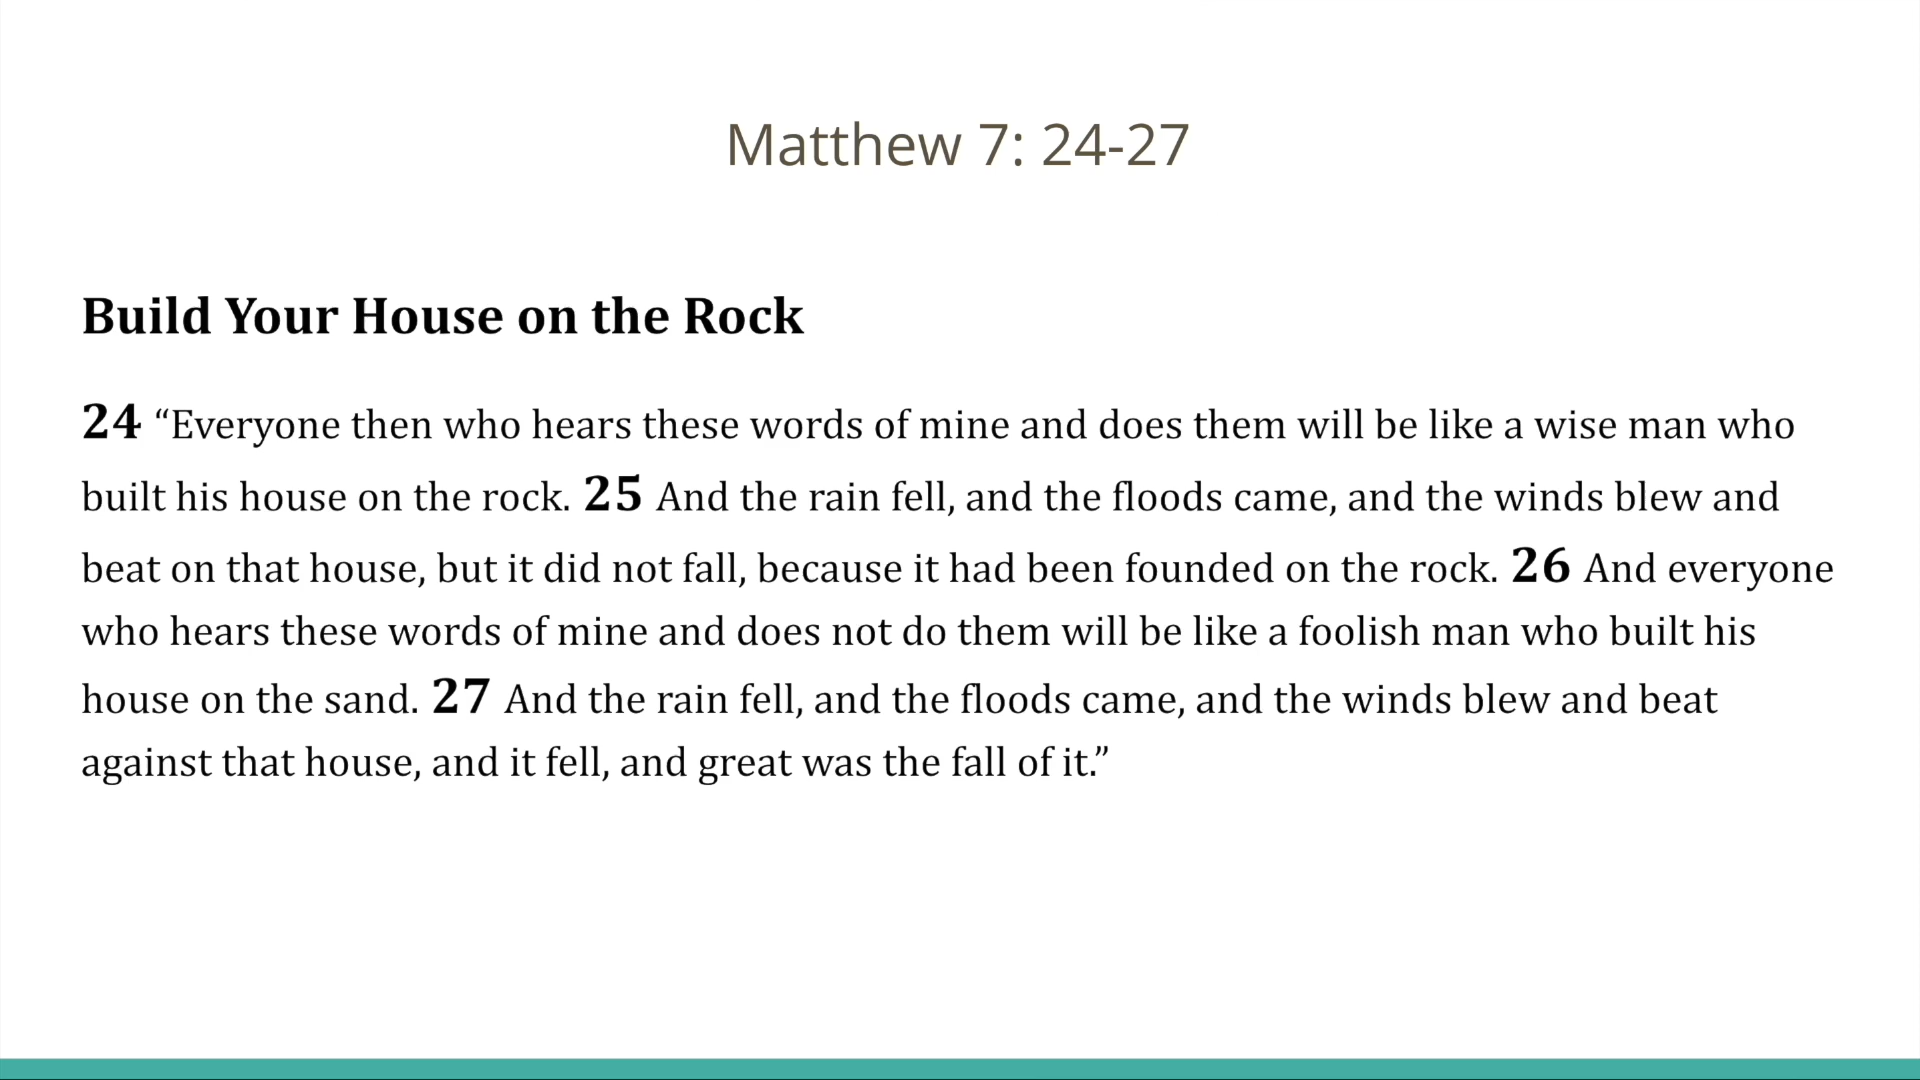 Matthew 7: 24-27
Build Your House on the Rock
24 “Everyone then who hears these words of mine and does them will be like a wise man who
built his house on the rock. 25 And the rain fell, and the floods came, and the winds blew and
beat on that house, but it did not fall, because it had been founded on the rock. 26 And everyone
who hears these words of mine and does not do them will be like a foolish man who built his
house on the sand. 27 And the rain fell, and the floods came, and the winds blew and beat
against that house, and it fell, and great was the fall of it.”